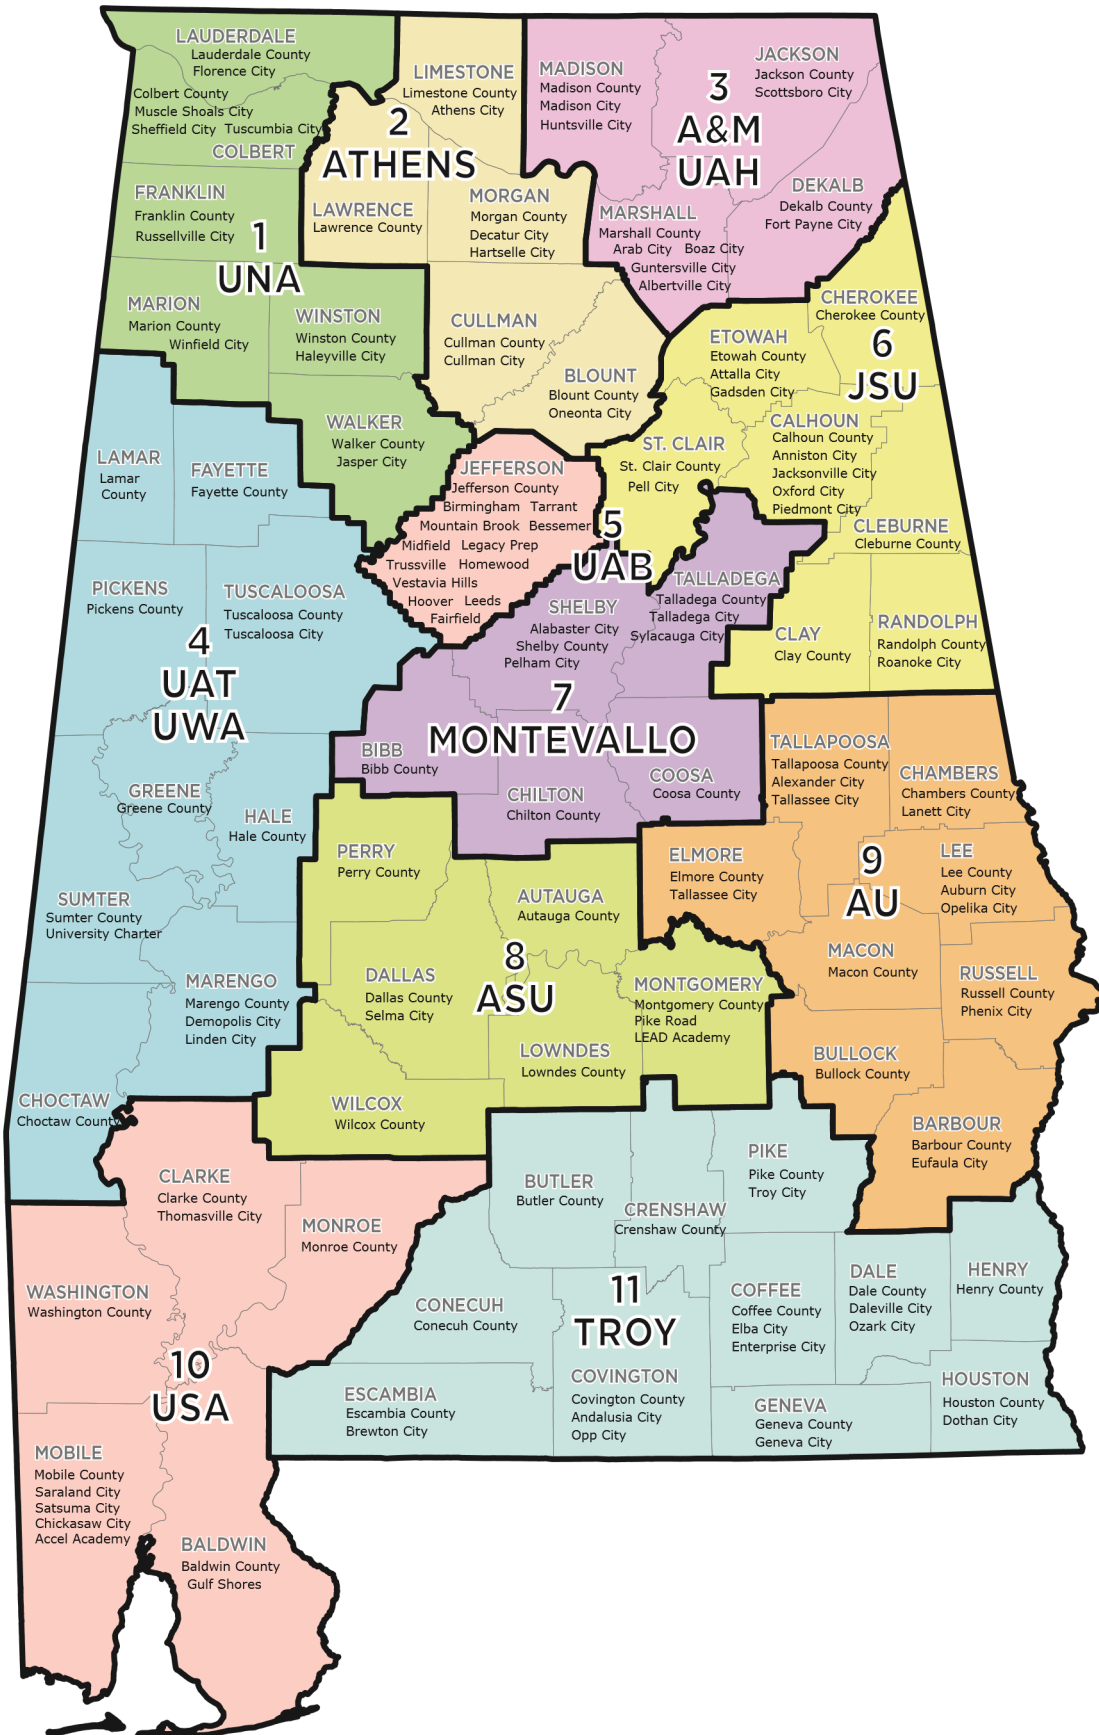 LAUDERDALE
Lauderdale County
Florence City
Colbert County
Muscle Shoals City
Sheffield City Tuscumbia City
COLBERT
FRANKLIN
Franklin County
Russellville City
1
UNA
MARION
Marion County
Winfield City
WINSTON
Winston County
Haleyville City
WALKER
Walker County
Jasper City
LIMESTONE
Limestone County
Athens City
2
ATHENS
LAWRENCE
Lawrence County
MORGAN
Morgan County
Decatur City
Hartselle City
CULLMAN
Cullman County
Cullman City
BLOUNT
Blount County
Oneonta City
MADISON
Madison County
Madison City
Huntsville City
3
A&M
UAH
JACKSON
Jackson County
Scottsboro City
DEKALB
Dekalb County
Fort Payne City
MARSHALL
Marshall County
Arab City Boaz City
Guntersville City
Albertville City
LAMAR
Lamar
County
FAYETTE
Fayette County
PICKENS
Pickens County
TUSCALOOSA
Tuscaloosa County
Tuscaloosa City
4
UAT
UWA
GREENE
Greene County
HALE
Hale County
SUMTER
Sumter County
University Charter
MARENGO
Marengo County
Demopolis City
Linden City
CHOCTAW
Choctaw County
JEFFERSON
Jefferson County
Birmingham Tarrant
Mountain Brook Bessemer
Midfield Legacy Prep
Trussville Homewood
Vestavia Hills
Hoover Leeds
Fairfield
5
UAB
CHEROKEE
Cherokee County
6
JSU
ETOWAH
Etowah County
Attalla City
Gadsden City
ST. CLAIR
St. Clair County
Pell City
CALHOUN
Calhoun County
Anniston City
Jacksonville City
Oxford City
Piedmont City
CLEBURNE
Cleburne County
CLAY
Clay County
RANDOLPH
Randolph County
Roanoke City
TALLADEGA
Talladega County
Talladega City
Sylacauga City
SHELBY
Alabaster City
Shelby County
Pelham City
7
MONTEVALLO
BIBB
Bibb County
CHILTON
Chilton County
COOSA
Coosa County
PERRY
Perry County
AUTAUGA
Autauga County
DALLAS
Dallas County
Selma City
8
ASU
MONTGOMERY
Montgomery County
Pike Road
LEAD Academy
LOWNDES
Lowndes County
WILCOX
Wilcox County
TALLAPOOSA
Tallapoosa County
Alexander City
Tallassee City
CHAMBERS
Chambers County
Lanett City
ELMORE
Elmore County
Tallassee City
9
AU
LEE
Lee County
Auburn City
Opelika City
MACON
Macon County
RUSSELL
Russell County
Phenix City
BULLOCK
Bullock County
BARBOUR
Barbour County
Eufaula City
CLARKE
Clarke County
Thomasville City
MONROE
Monroe County
WASHINGTON
Washington County
10
USA
MOBILE
Mobile County
Saraland City
Satsuma City
Chickasaw City
Accel Academy
BALDWIN
Baldwin County
Gulf Shores
BUTLER
Butler County
CRENSHAW
Crenshaw County
PIKE
Pike County
Troy City
CONECUH
Conecuh County
11
TROY
COFFEE
Coffee County
Elba City
Enterprise City
DALE
Dale County
Daleville City
Ozark City
HENRY
Henry County
ESCAMBIA
Escambia County
Brewton City
COVINGTON
Covington County
Andalusia City
Opp City
GENEVA
Geneva County
Geneva City
HOUSTON
Houston County
Dothan City